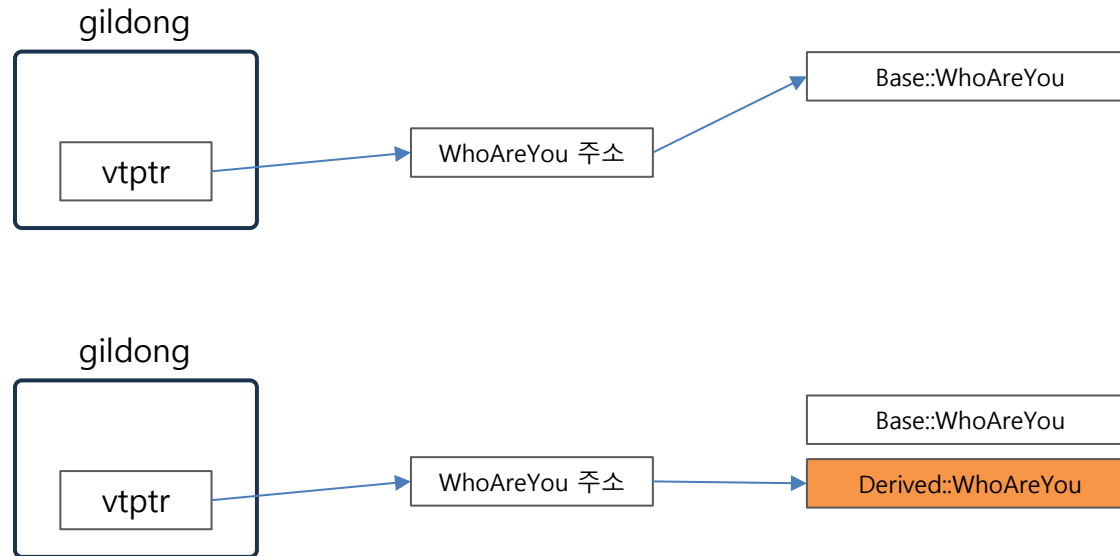 gildong
vtptr
WhoAreYou 주소
Base::WhoAreYou
gildong
vtptr
WhoAreYou 주소
Base::WhoAreYou
Derived::WhoAreYou